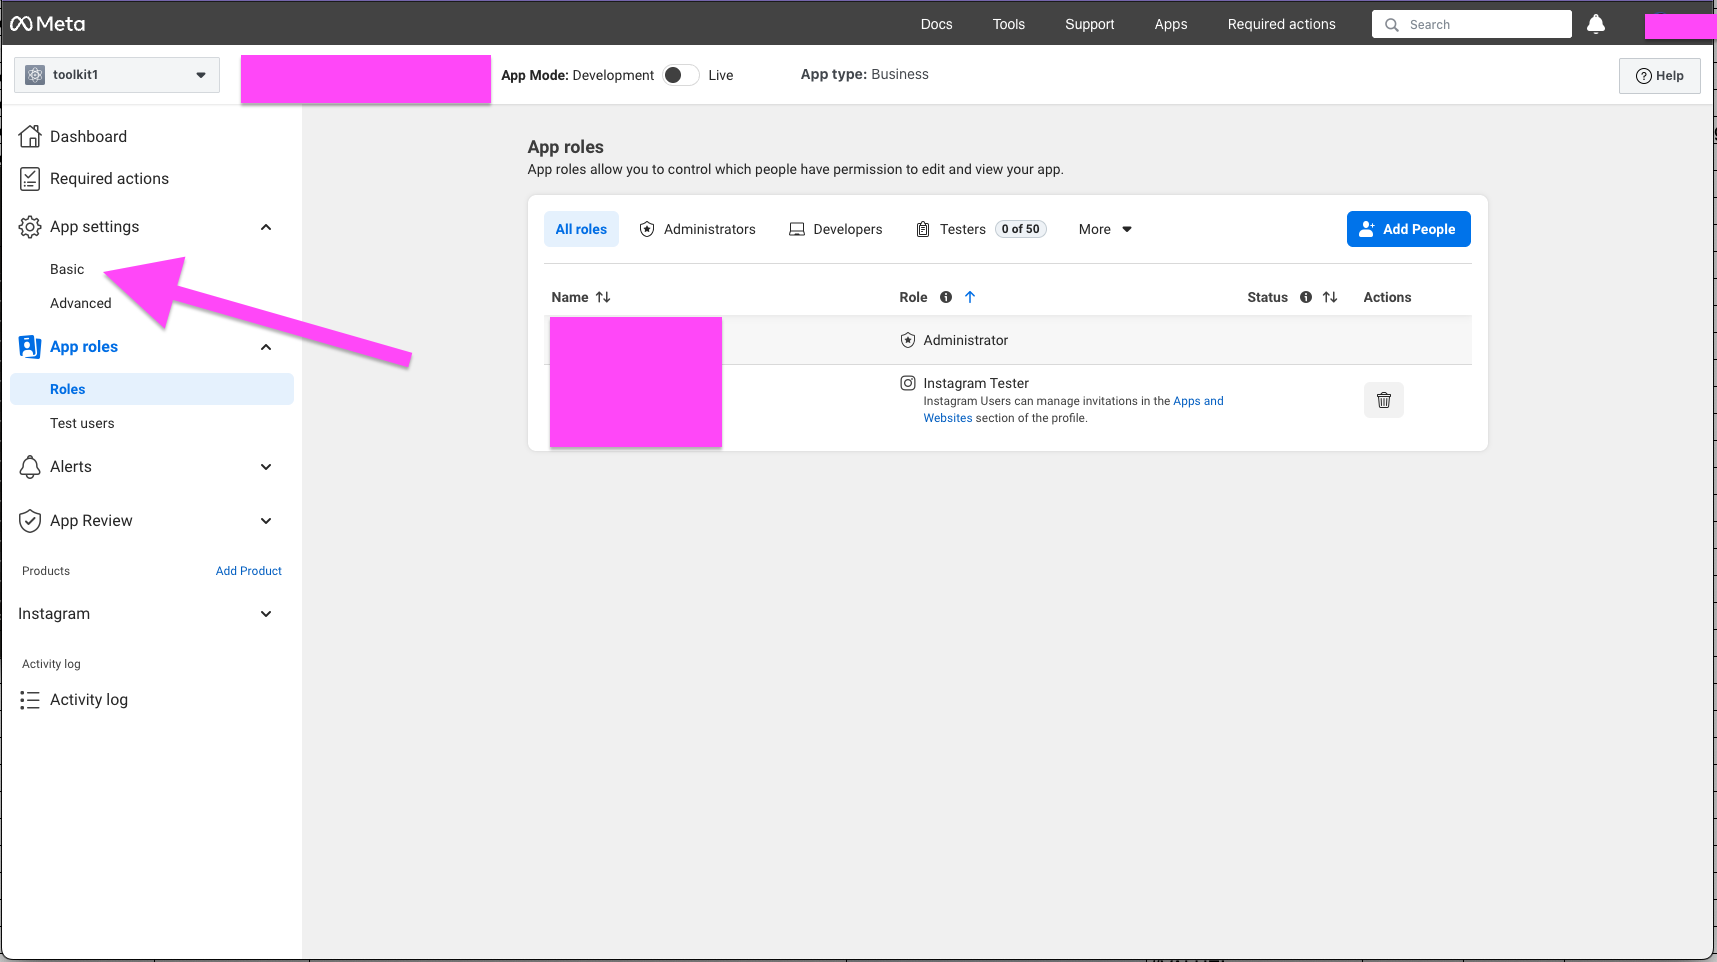 Meta
Docs
Tools
Support
Apps
Required actions
Search
toolkit1
App Mode: Development
Live
App type: Business
Help
Dashboard
Required actions
App settings
Basic
Advanced
App roles
Roles
Test users
Alerts
App Review
Products
Add Product
Instagram
Activity log
Activity log
App roles
App roles allow you to control which people have permission to edit and view your app.
All roles
Administrators
Developers
Testers
0 of 50
More
Add People
Name
Role
Status
Actions
Administrator
Instagram Tester
Instagram Users can manage invitations in the Apps and
Websites section of the profile.